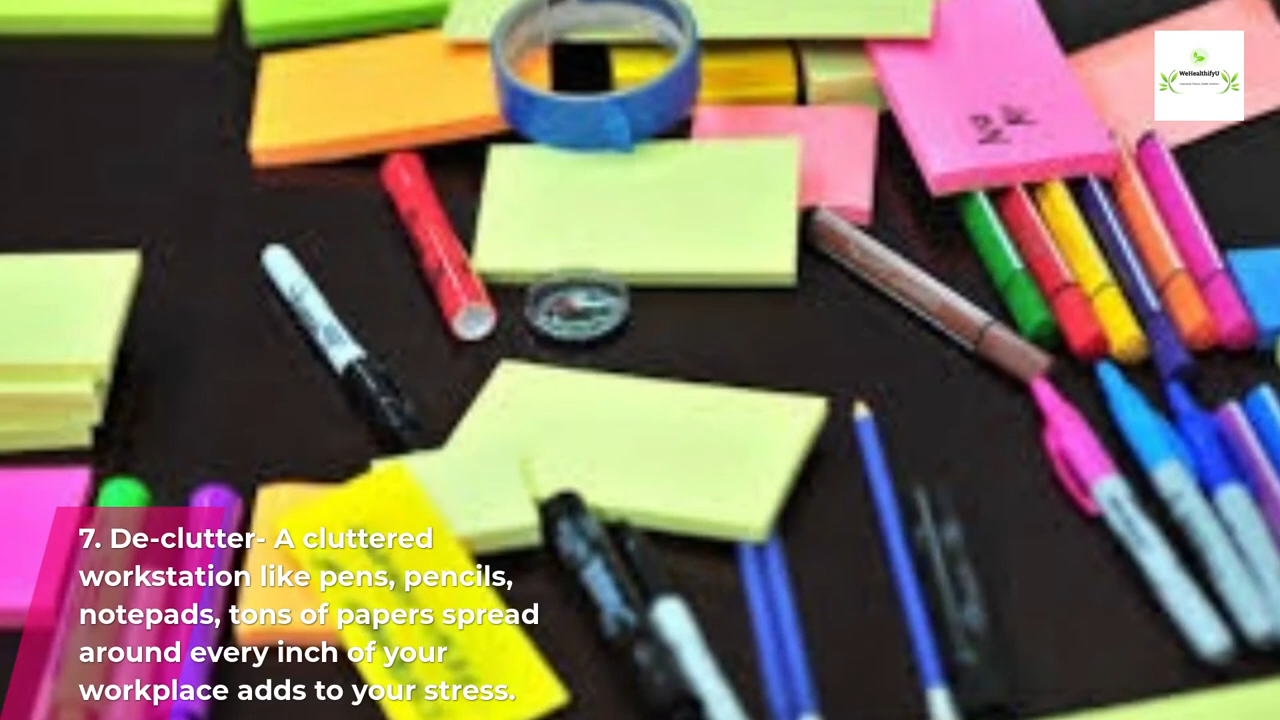 WeHealthifyU
7. De-clutter- A cluttered
workstation like pens, pencils,
notepads, tons of papers spread
around every inch of your
workplace adds to your stress.